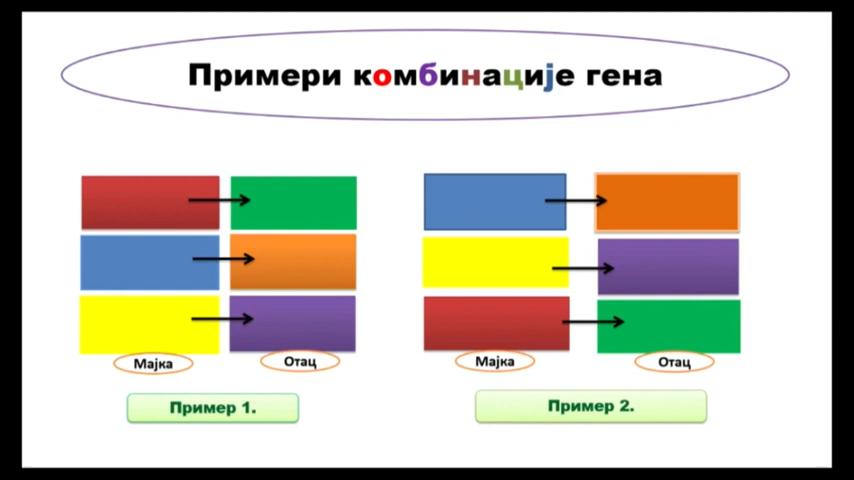 Примери комбинације гена
Мајка
Отац
Пример 1.
Мајка
Отац
Пример 2.